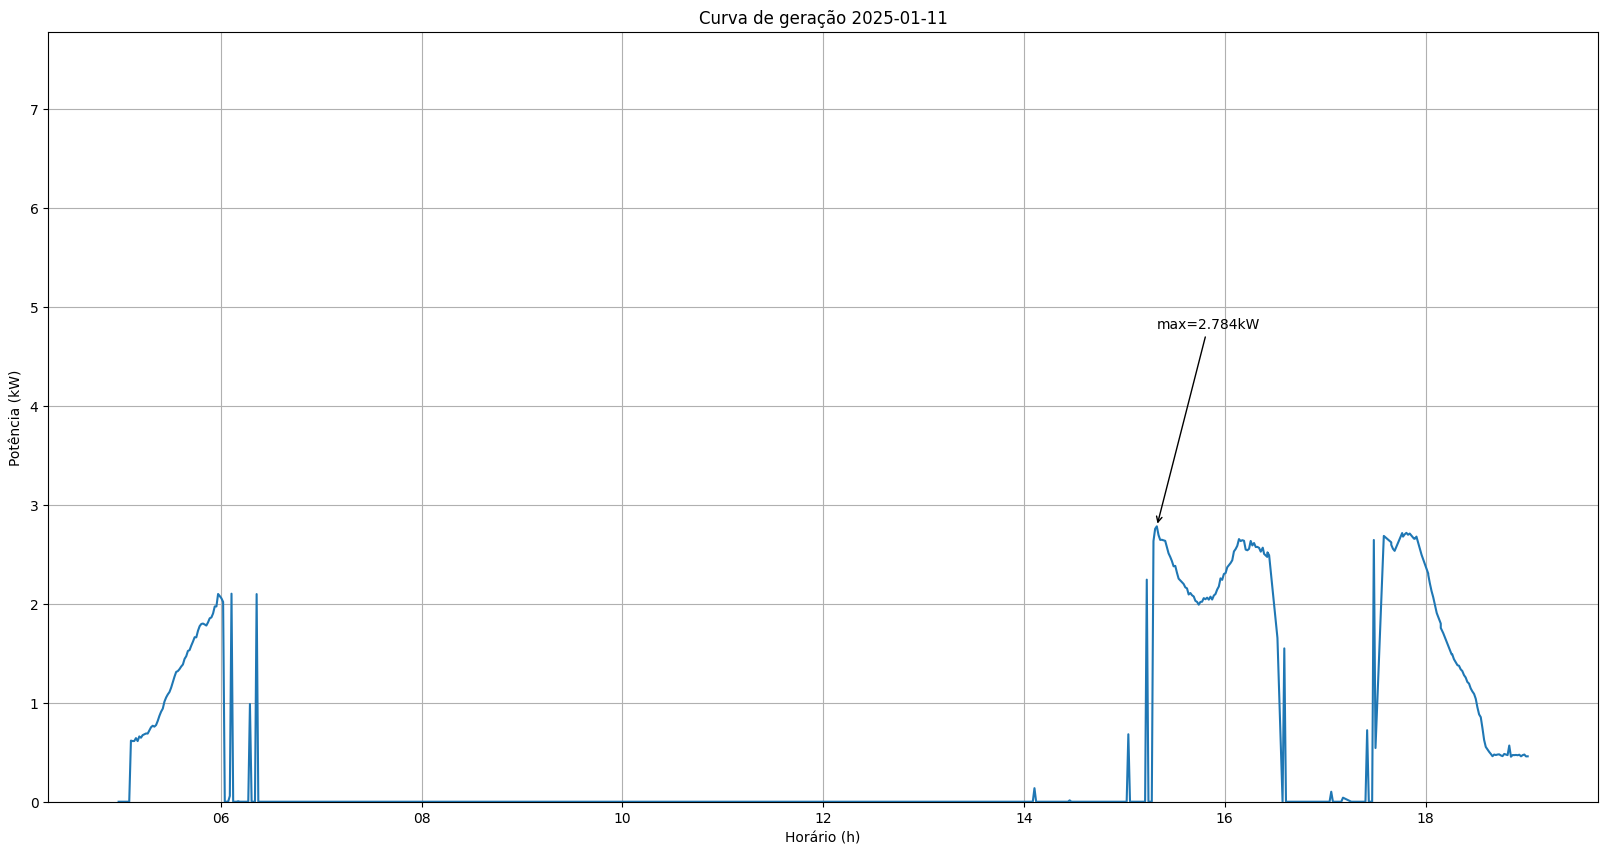 Curva de geração 2025-01-11
7
6
5
4
3
2
1
0
Potência (kW)
max=2.784kW
06 08 10 12 14 16 18
Horário (h)